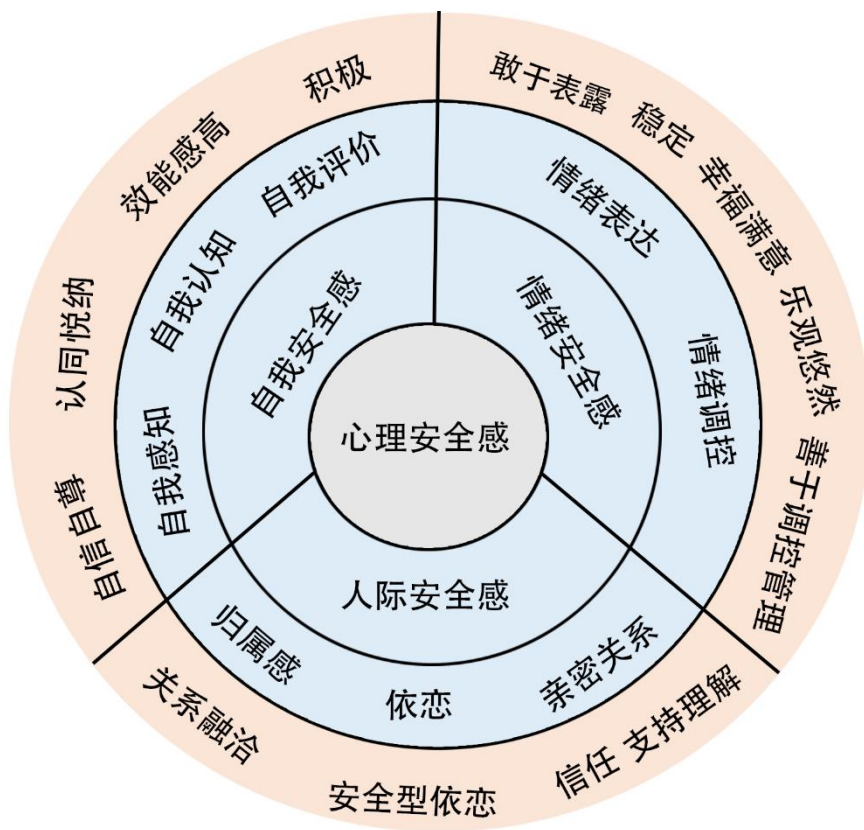 心理安全感
自我安全感
情绪安全感
人际安全感
自我评价
自我认知
自我感知
情绪表达
情绪调控
归属感
依恋
亲密关系
积极
效能感高
认同悦纳
自信自尊
敢于表露
稳定
幸福满意
乐观悠然
善于调控管理
关系融洽
安全型依恋
信任
支持理解